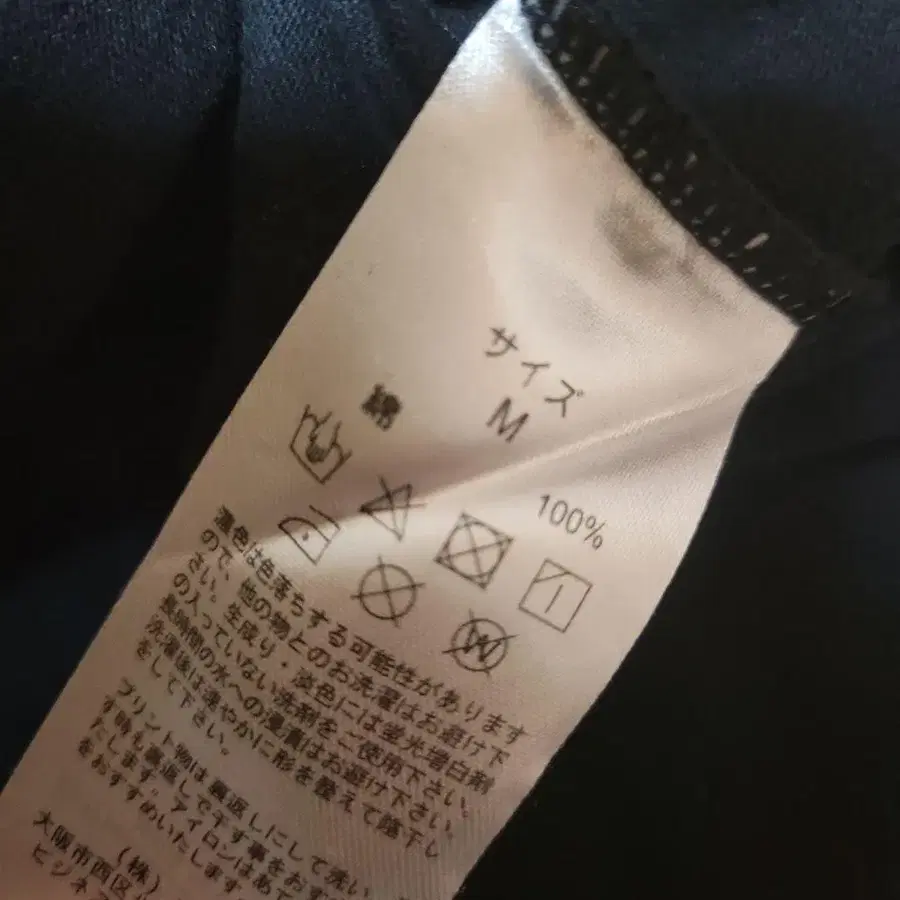 サイズ
M
綿 100%
濃色は色落ちする可能性があります
ので、他の物とのお洗濯はお避け下
さい。生成り・淡色には蛍光増白剤
の入っていない洗剤をご使用下さい。
長時間の水への浸漬はお避け下さい。
洗濯後は速やかに形を整えて陰干し
をして下さい。
プリント物は裏返しにして洗い、
す時も裏返しで干す事をおす
たします。アイロンはあて
をおすすめいたします
(株)
大阪市西区
ビジネ